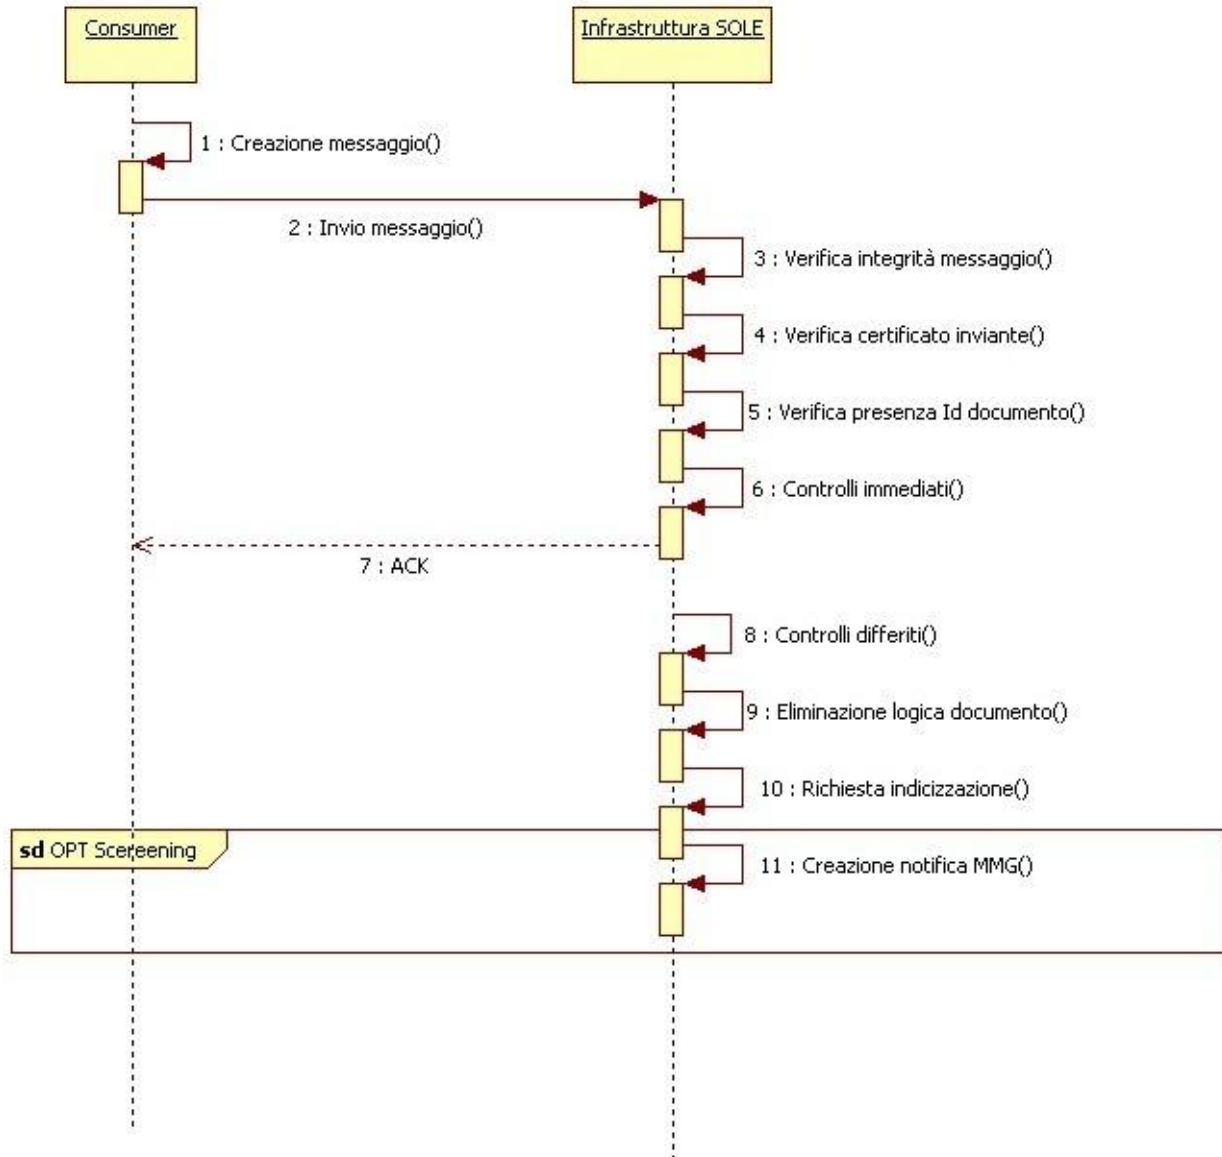 Consumer
Infrastruttura SOLE
1 : Creazione messaggio()
2 : Invio messaggio()
3 : Verifica integrità messaggio()
4 : Verifica certificato inviante()
5 : Verifica presenza Id documento()
6 : Controlli immediati()
7 : ACK
8 : Controlli differiti()
9 : Eliminazione logica documento()
10 : Richiesta indicizzazione()
sd OPT Scereening
11 : Creazione notifica MMG()